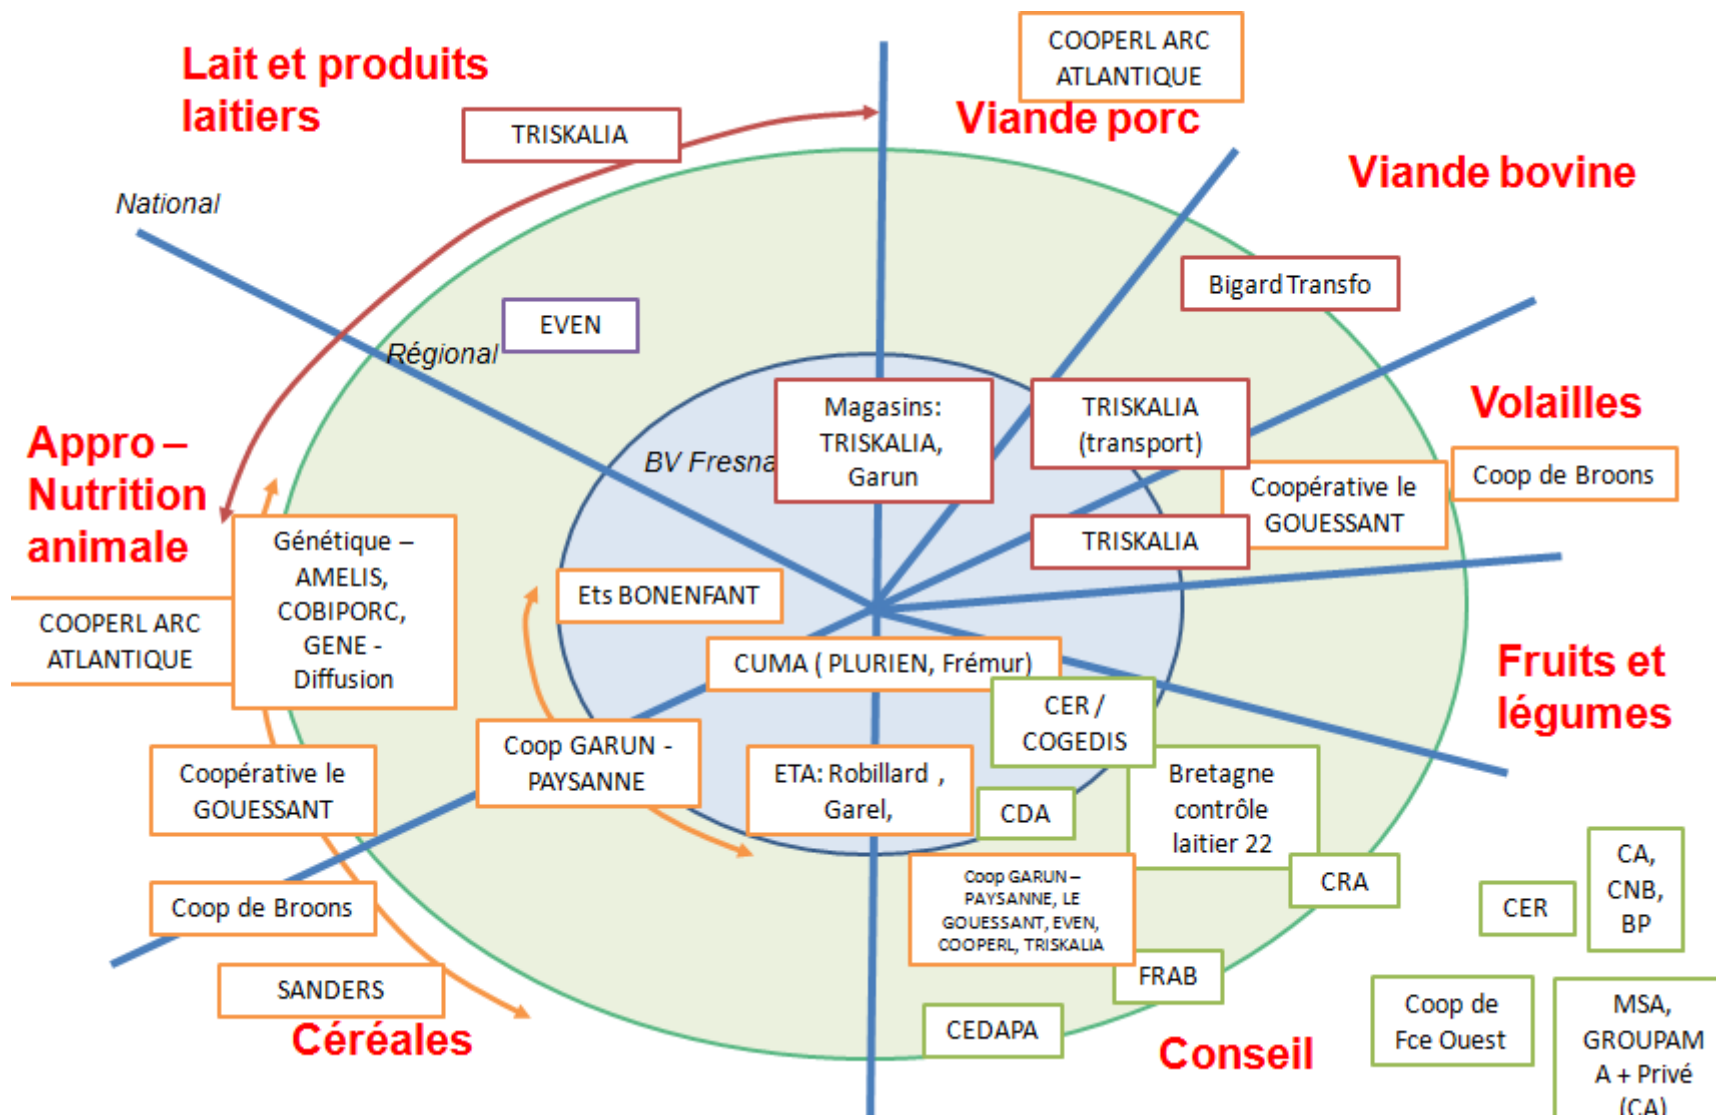 COOPERL ARC
ATLANTIQUE
Lait et produits
laitiers
Viande porc
TRISKALIA
Viande bovine
National
Bigard Transfo
EVEN
Régional
Magasins:
TRISKALIA,
Garun
TRISKALIA
(transport)
Volailles
Appro –
Nutrition
animale
BV Fresna
Coopérative le
GOUESSANT
Coop de Broons
TRISKALIA
Génétique –
AMELIS,
COBIPORC,
GENE -
Diffusion
Ets BONENFANT
COOPERL ARC
ATLANTIQUE
CUMA ( PLURIEN, Frémur)
Fruits et
légumes
CER /
COGEDIS
Coop GARUN -
PAYSANNE
ETA: Robillard ,
Garel,
Bretagne
contrôle
laitier 22
Coopérative le
GOUESSANT
CDA
CRA
CA,
CNB,
BP
CER
Coop GARUN –
PAYSANNE, LE
GOUESSANT, EVEN,
COOPERL, TRISKALIA
Coop de Broons
FRAB
SANDERS
Céréales
CEDAPA
Conseil
Coop de
Fce Ouest
MSA,
GROUPAM
A + Privé
(CA)